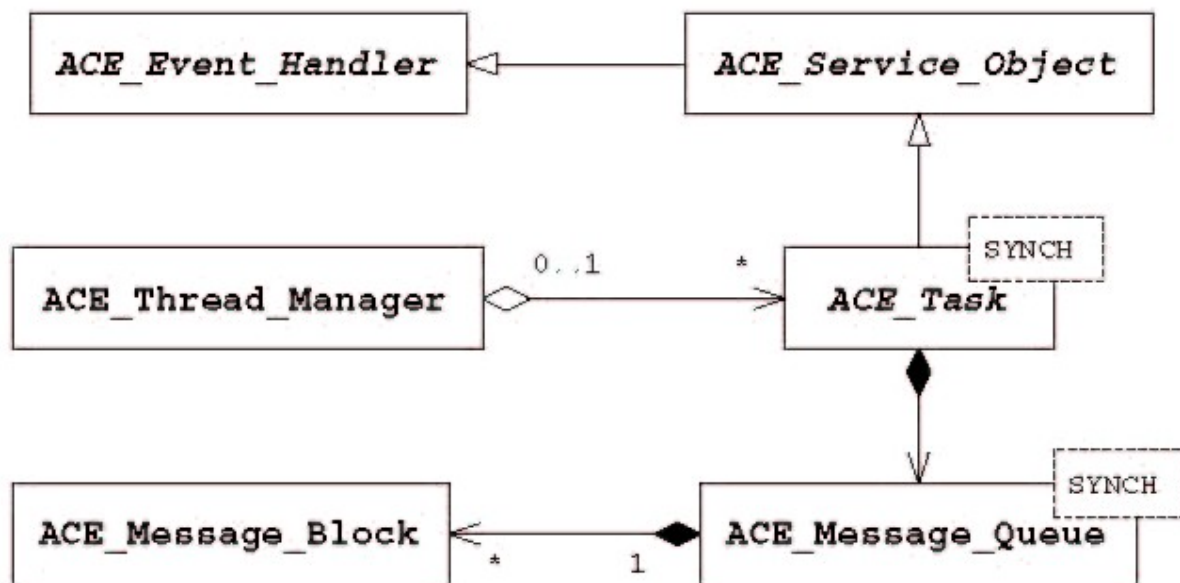 ACE_Event_Handler
ACE_Service_Object
SYNCH
0..1
*
ACE_Thread_Manager
ACE_Task
SYNCH
ACE_Message_Block
ACE_Message_Queue
*
1